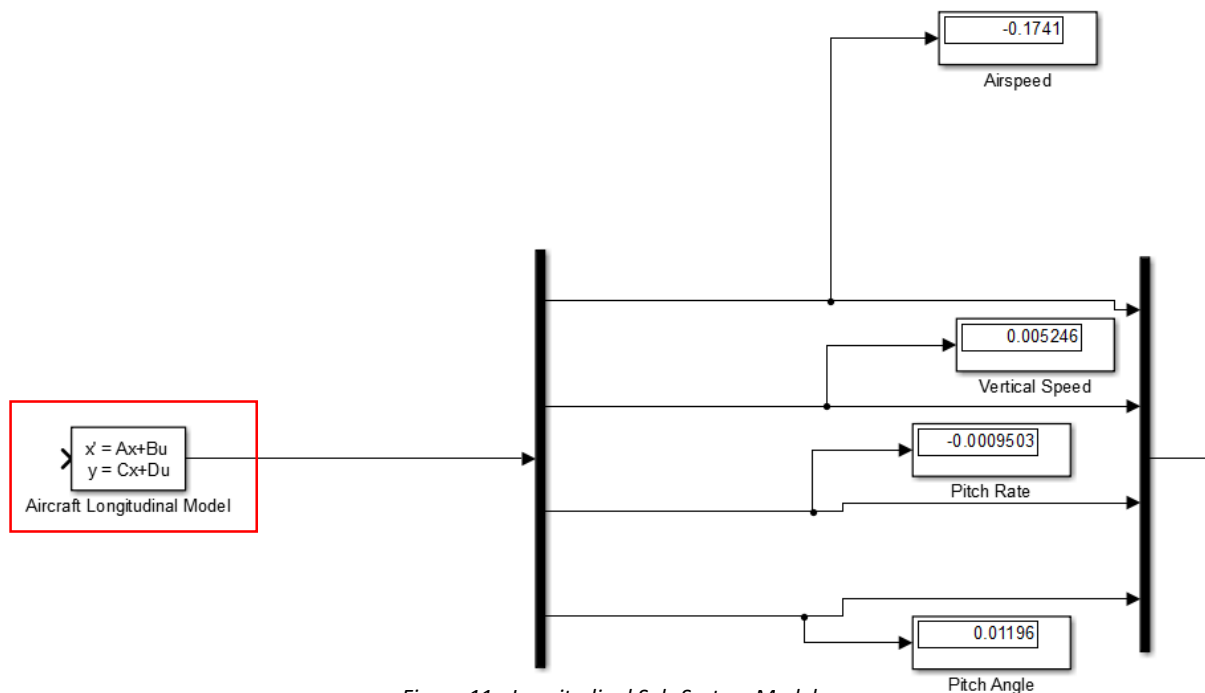 -0.1741
Airspeed
0.005246
Vertical Speed
-0.0009503
Pitch Rate
x' = Ax+Bu
y = Cx+Du
Aircraft Longitudinal Model
0.01196
Pitch Angle